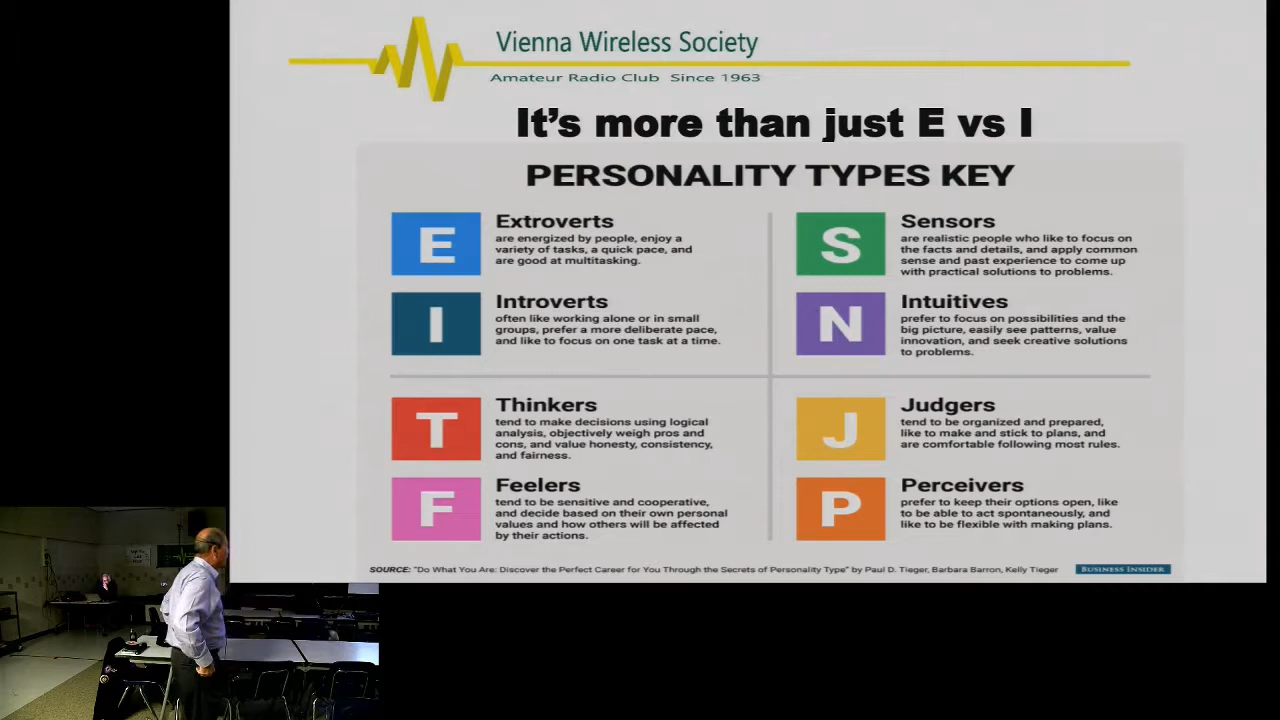 Vienna Wireless Society
Amateur Radio Club Since 1963
It's more than just E vs I
PERSONALITY TYPES KEY
E
Extroverts
are energized by people, enjoy a
variety of tasks, a quick pace, and
are good at multitasking.
I
Introverts
often like working alone or in small
groups, prefer a more deliberate pace,
and like to focus on one task at a time.
S
Sensors
are realistic people who like to focus on
the facts and details, and apply common
sense and past experience to come up
with practical solutions to problems.
N
Intuitives
prefer to focus on possibilities and the
big picture, easily see patterns, value
innovation, and seek creative solutions
to problems.
T
Thinkers
tend to make decisions using logical
analysis, objectively weigh pros and
cons, and value honesty, consistency,
and fairness.
F
Feelers
tend to be sensitive and cooperative,
and decide based on their own personal
values and how others will be affected
by their actions.
J
Judgers
tend to be organized and prepared,
like to make and stick to plans, and
are comfortable following most rules.
P
Perceivers
prefer to keep their options open, like
to be able to act spontaneously, and
like to be flexible with making plans.
SOURCE: "Do What You Are: Discover the Perfect Career for You Through the Secrets of Personality Type" by Paul D. Tieger, Barbara Barron, Kelly Tieger
BUSINESS INSIDER